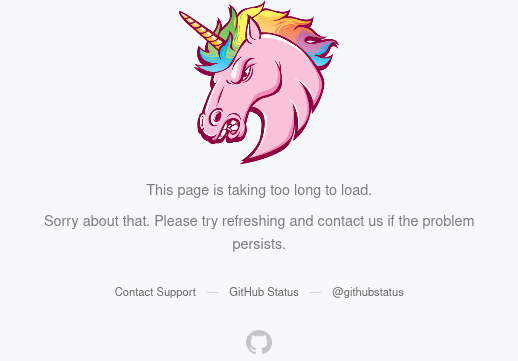 This page is taking too long to load.
Sorry about that. Please try refreshing and contact us if the problem
persists.
Contact Support — GitHub Status — @githubstatus